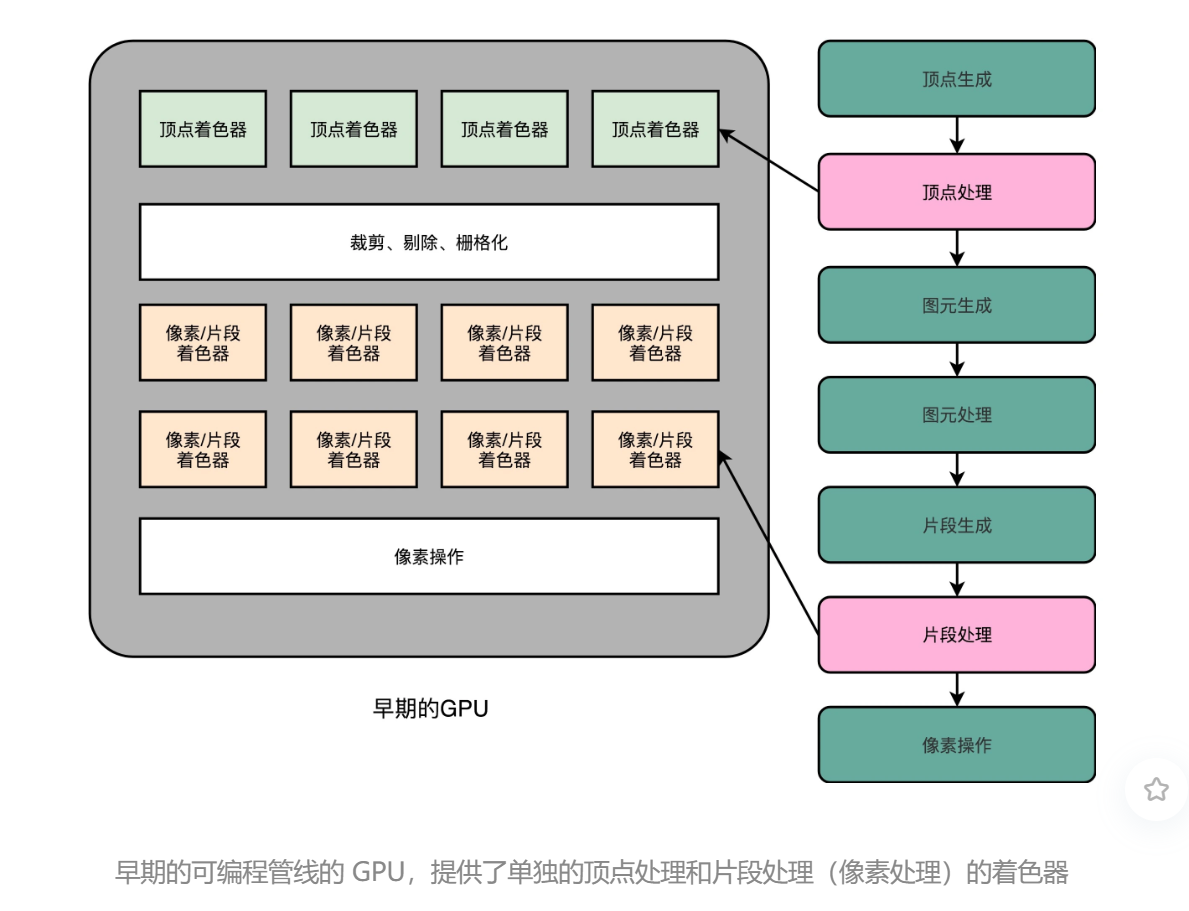 顶点着色器
顶点着色器
顶点着色器
顶点着色器
裁剪、剔除、栅格化
像素/片段
着色器
像素/片段
着色器
像素/片段
着色器
像素/片段
着色器
像素/片段
着色器
像素/片段
着色器
像素/片段
着色器
像素/片段
着色器
像素操作
早期的GPU
顶点生成
顶点处理
图元生成
图元处理
片段生成
片段处理
像素操作
早期的可编程管线的 GPU，提供了单独的顶点处理和片段处理（像素处理）的着色器